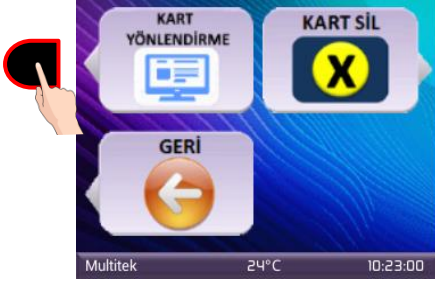 KART
YÖNLENDİRME
KART SİL
X
GERİ
Multitek 24°C 10:23:00